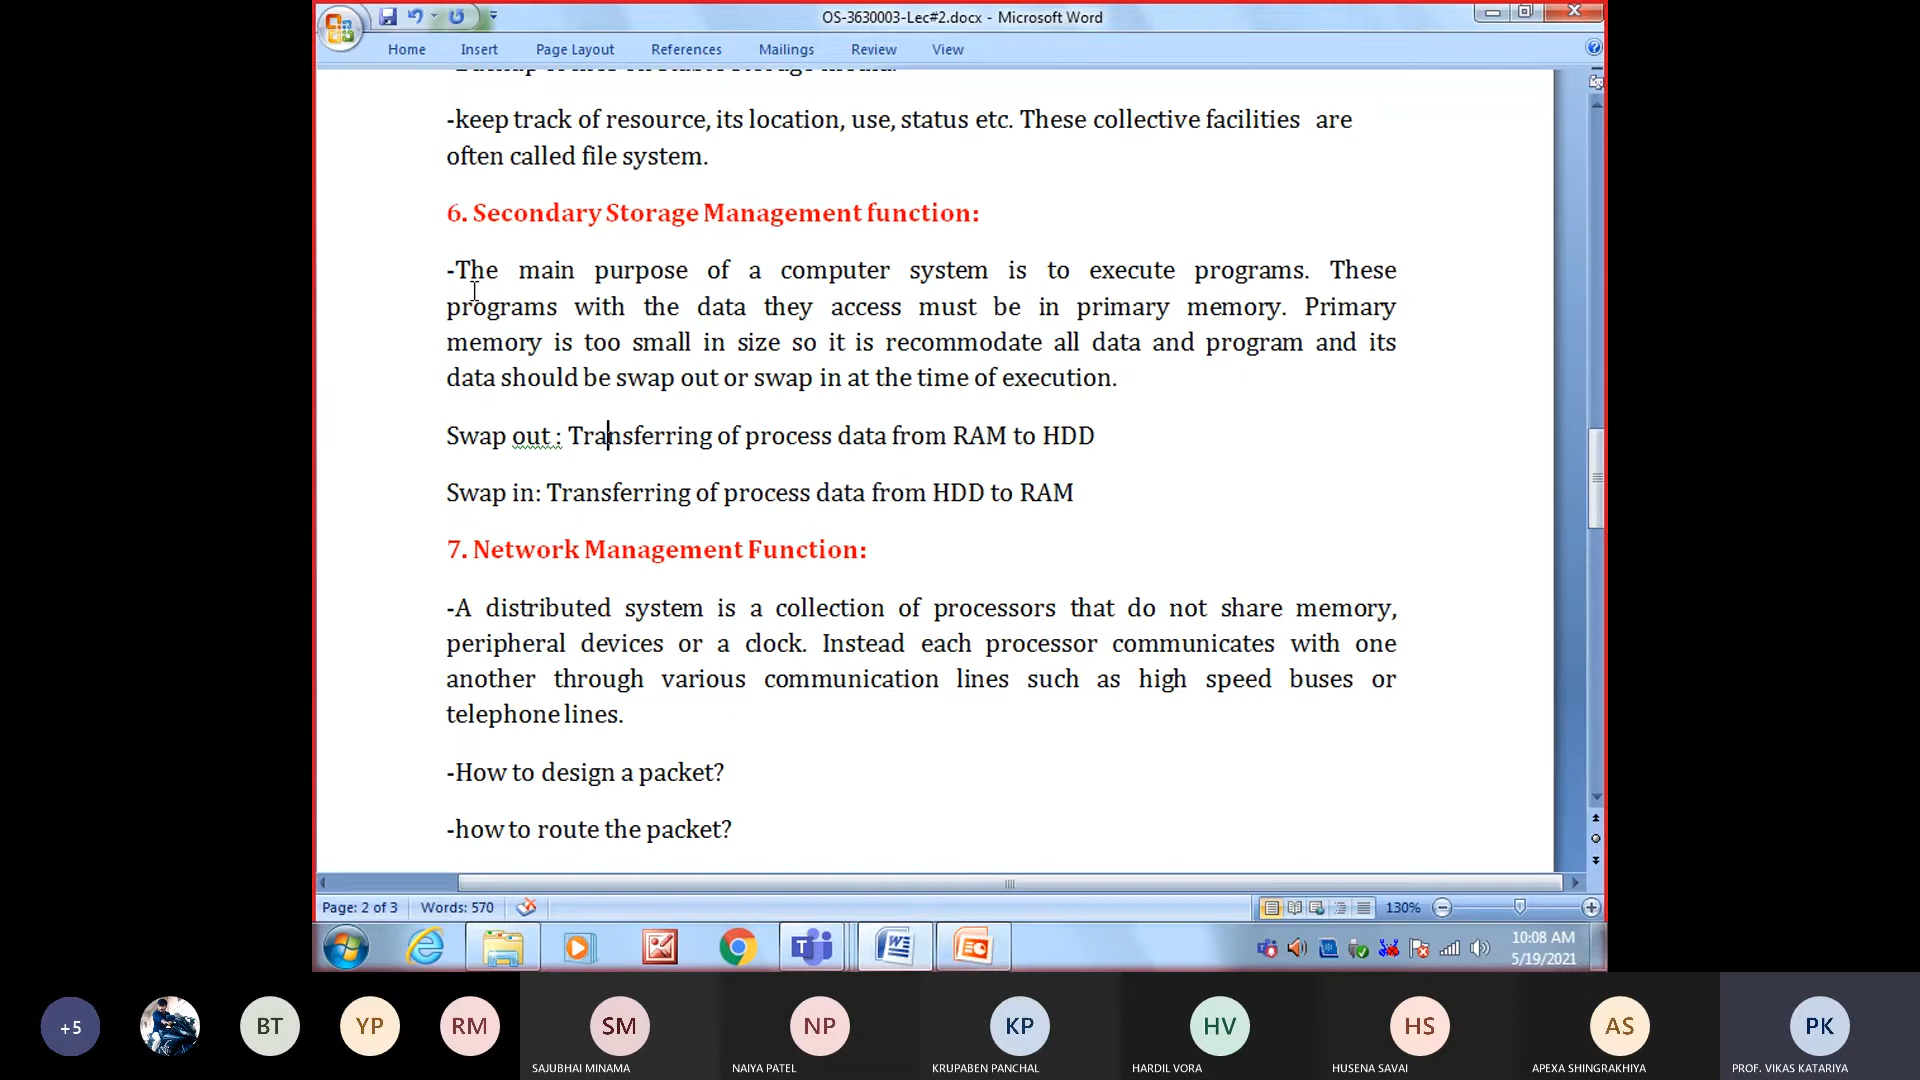 OS-3630003-Lec#2.docx - Microsoft Word
Home Insert Page Layout References Mailings Review View
-keep track of resource, its location, use, status etc. These collective facilities are
often called file system.
6. Secondary Storage Management function:
-The main purpose of a computer system is to execute programs. These
programs with the data they access must be in primary memory. Primary
memory is too small in size so it is recommodate all data and program and its
data should be swap out or swap in at the time of execution.
Swap out : Transferring of process data from RAM to HDD
Swap in: Transferring of process data from HDD to RAM
7. Network Management Function:
-A distributed system is a collection of processors that do not share memory,
peripheral devices or a clock. Instead each processor communicates with one
another through various communication lines such as high speed buses or
telephone lines.
-How to design a packet?
-how to route the packet?
Page: 2 of 3 Words: 570 130%
10:08 AM
5/19/2021
+5 BT YP RM SM NP KP HV HS AS PK
SAJUBHAI MINAMA NAIYA PATEL KRUPABEN PANCHAL HARDIL VORA HUSENA SAVAI APEXA SHINGRAKHIYA PROF. VIKAS KATARIYA